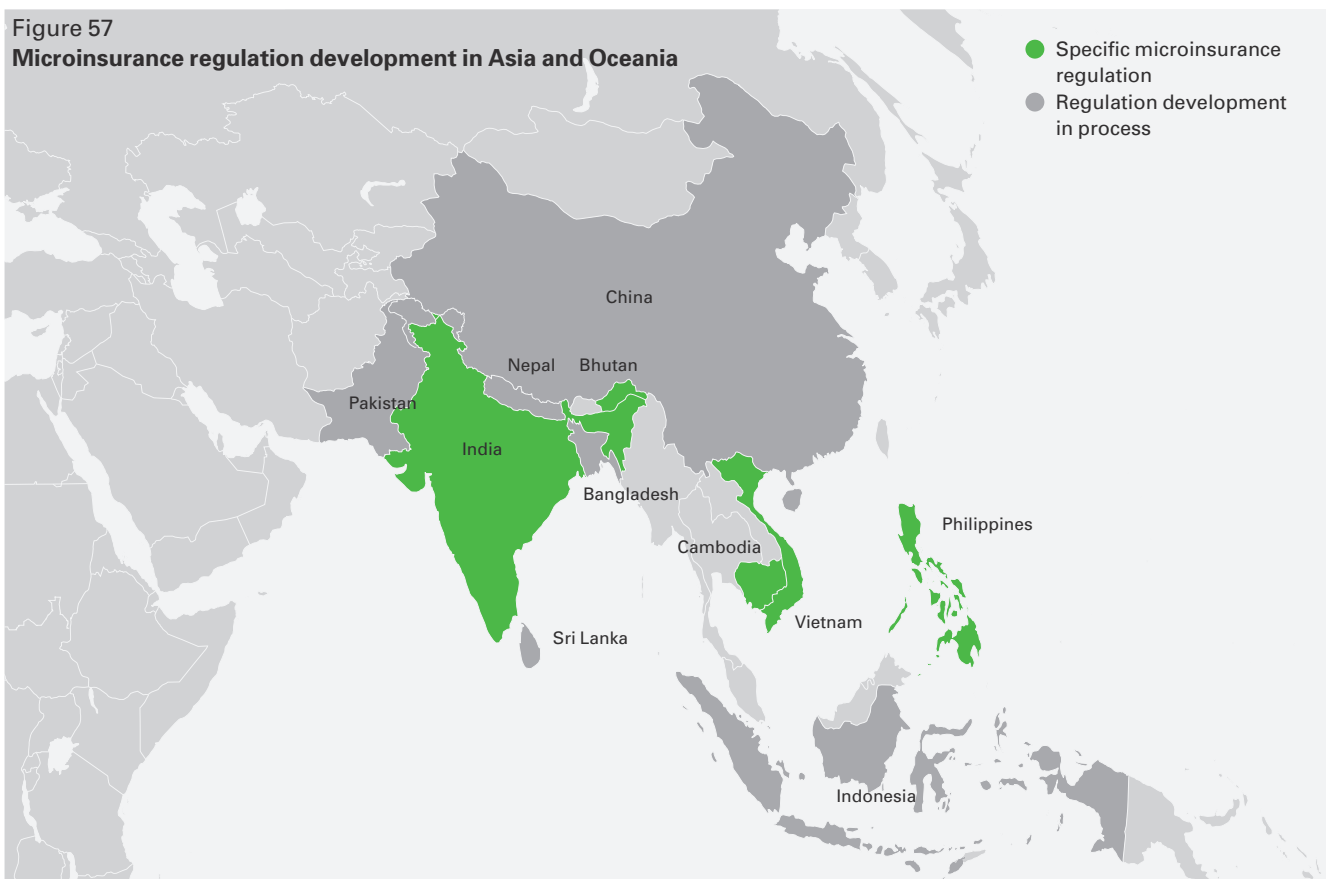 Figure 57
Microinsurance regulation development in Asia and Oceania
Specific microinsurance
regulation
Regulation development
in process
China
Nepal
Bhutan
Pakistan
India
Bangladesh
Philippines
Cambodia
Vietnam
Sri Lanka
Indonesia